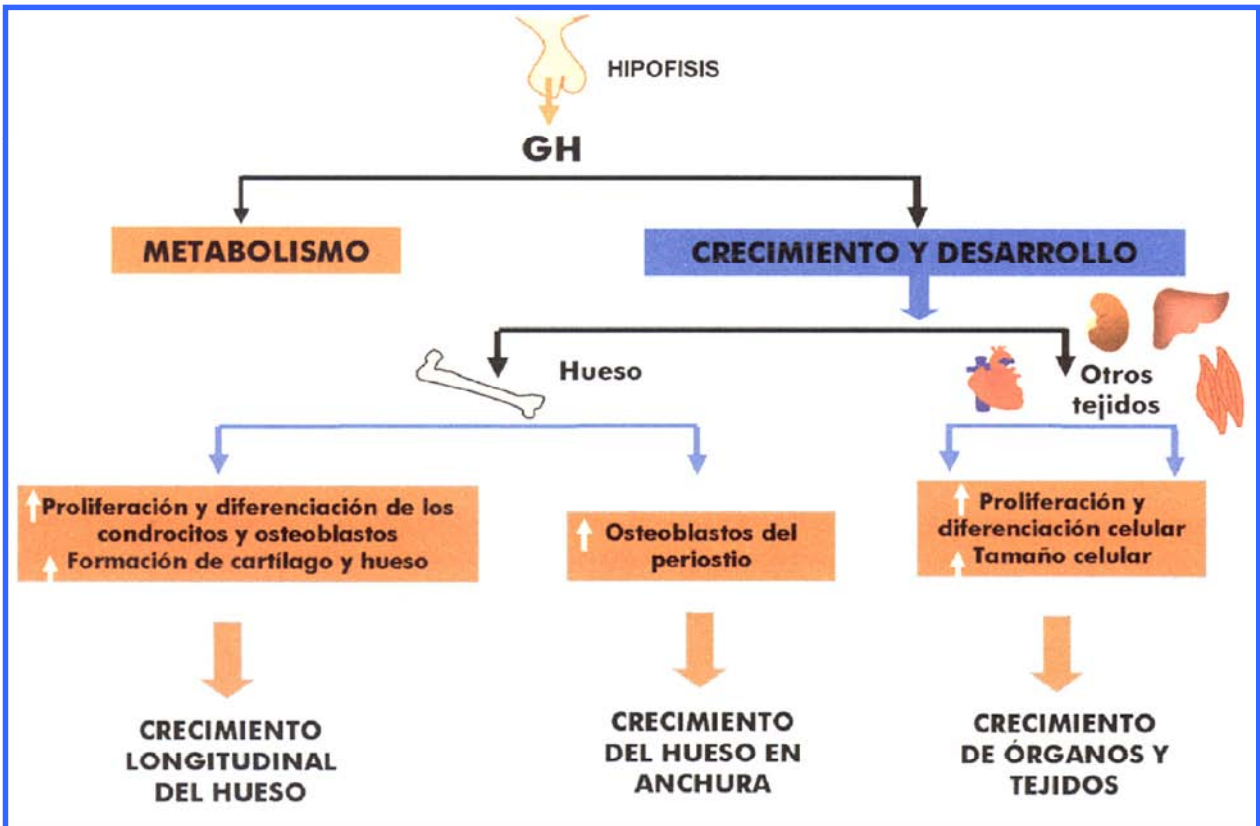 HIPOFISIS
GH
METABOLISMO
CRECIMIENTO Y DESARROLLO
Hueso
Otros
tejidos
Proliferación y diferenciación de los
condrocitos y osteoblastos
Formación de cartílago y hueso
Osteoblastos del
periostio
Proliferación y
diferenciación celular
Tamaño celular
CRECIMIENTO
LONGITUDINAL
DEL HUESO
CRECIMIENTO
DEL HUESO EN
ANCHURA
CRECIMIENTO
DE ÓRGANOS Y
TEJIDOS